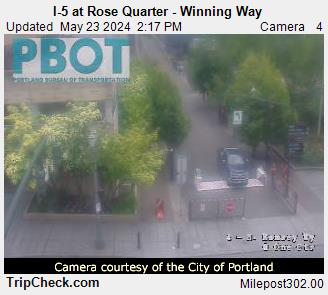 I-5 at Rose Quarter - Winning Way
Updated May 23 2024 2:17 PM Camera 4
PBOT
PORTLAND BUREAU OF TRANSPORTATION
Camera courtesy of the City of Portland
TripCheck.com Milepost302.00